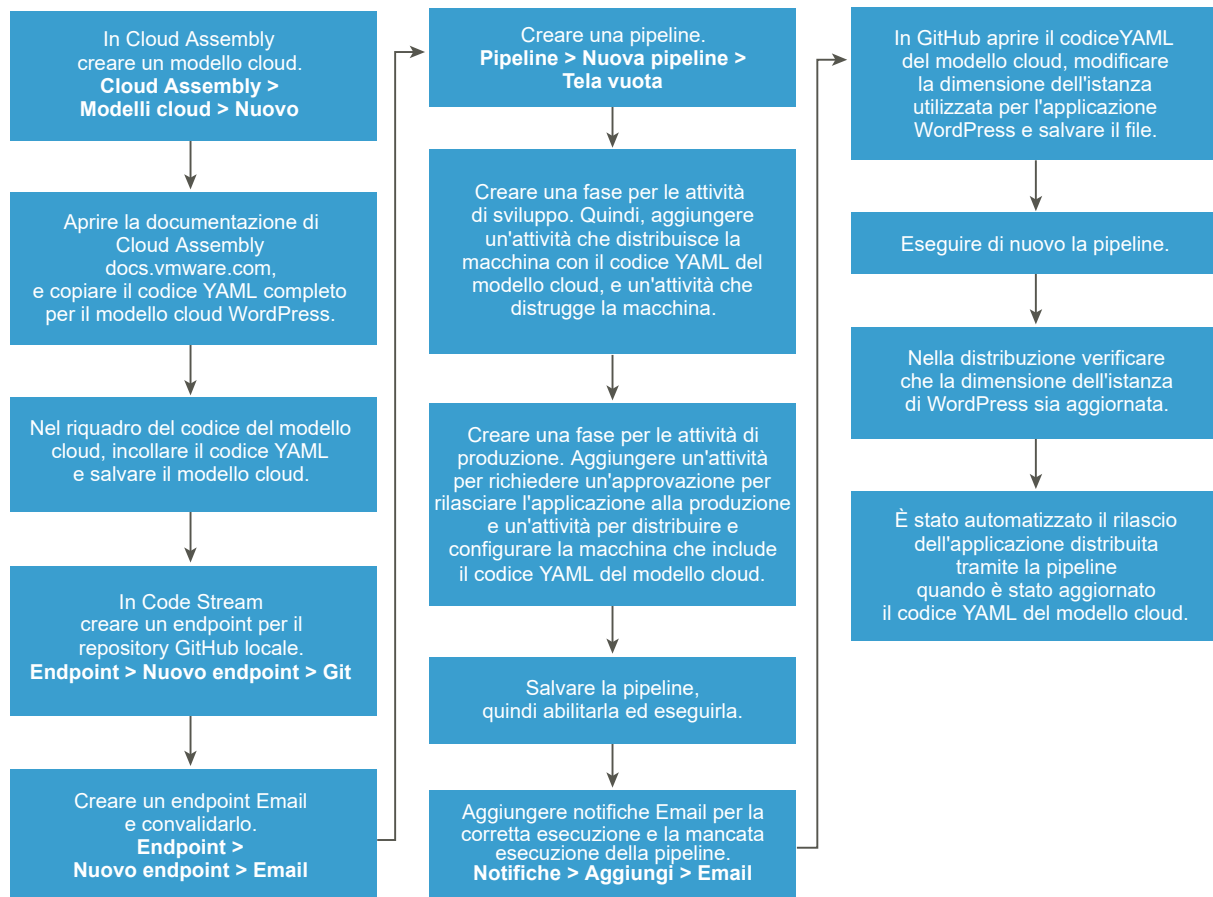 In Cloud Assembly
creare un modello cloud.
Cloud Assembly >
Modelli cloud > Nuovo
Aprire la documentazione di
Cloud Assembly
docs.vmware.com,
e copiare il codice YAML completo
per il modello cloud WordPress.
Nel riquadro del codice del modello
cloud, incollare il codice YAML
e salvare il modello cloud.
In Code Stream
creare un endpoint per il
repository GitHub locale.
Endpoint > Nuovo endpoint > Git
Creare un endpoint Email
e convalidarlo.
Endpoint >
Nuovo endpoint > Email
Creare una pipeline.
Pipeline > Nuova pipeline >
Tela vuota
Creare una fase per le attività
di sviluppo. Quindi, aggiungere
un'attività che distribuisce la
macchina con il codice YAML del
modello cloud, e un'attività che
distrugge la macchina.
Creare una fase per le attività di
produzione. Aggiungere un'attività
per richiedere un'approvazione per
rilasciare l'applicazione alla produzione
e un'attività per distribuire e
configurare la macchina che include
il codice YAML del modello cloud.
Salvare la pipeline,
quindi abilitarla ed eseguirla.
Aggiungere notifiche Email per la
corretta esecuzione e la mancata
esecuzione della pipeline.
Notifiche > Aggiungi > Email
In GitHub aprire il codiceYAML
del modello cloud, modificare
la dimensione dell'istanza
utilizzata per l'applicazione
WordPress e salvare il file.
Eseguire di nuovo la pipeline.
Nella distribuzione verificare
che la dimensione dell'istanza
di WordPress sia aggiornata.
È stato automatizzato il rilascio
dell'applicazione distribuita
tramite la pipeline
quando è stato aggiornato
il codice YAML del modello cloud.